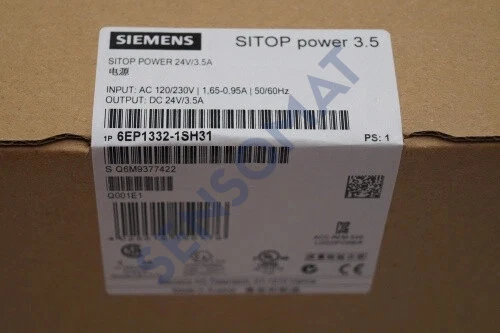 SIEMENS
SITOP power 3.5
SITOP POWER 24V/3.5A
电源
INPUT: AC 120/230V | 1,65-0,95A | 50/60Hz
OUTPUT: DC 24V/3.5A
1P 6EP1332-1SH31
PS: 1
S Q6M9377422
Q001E1
SENSOMAT